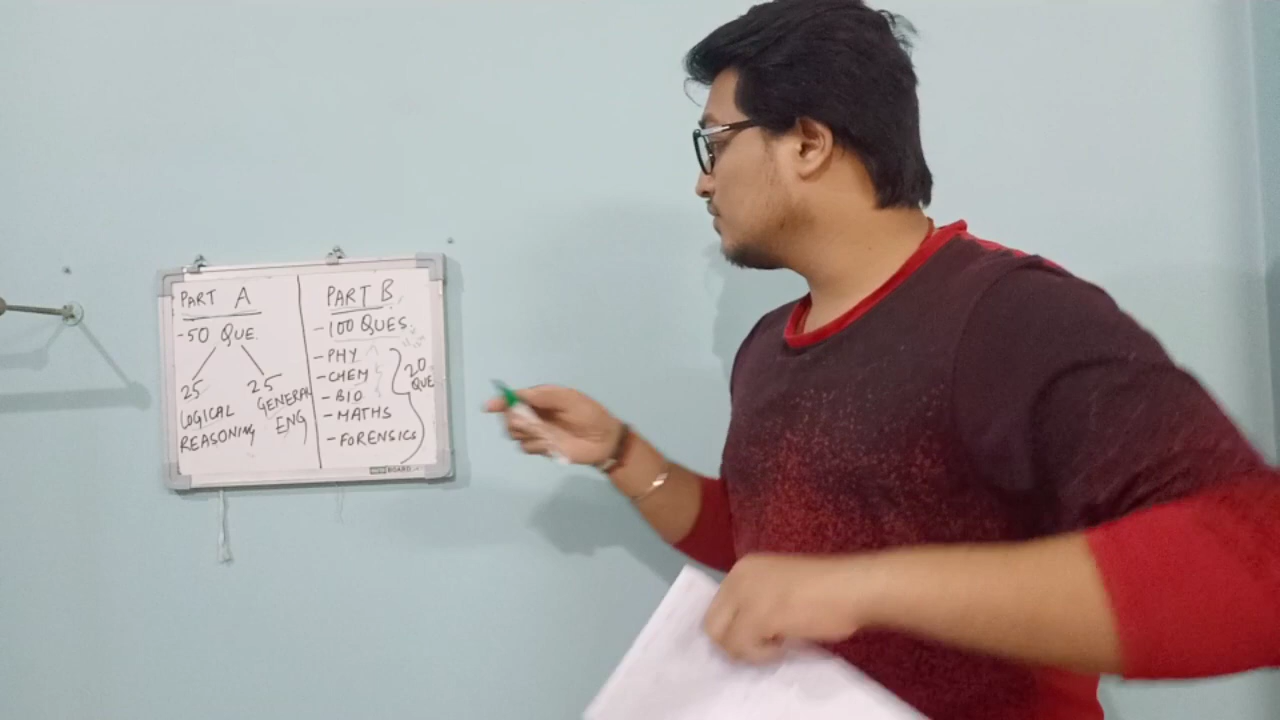 PART A
-50 QUE.
25
LOGICAL
REASONING
25
GENERAL
ENG
PART B
-100 QUES
-PHY
-CHEM
-BIO
-MATHS
-FORENSICS
20
QUE